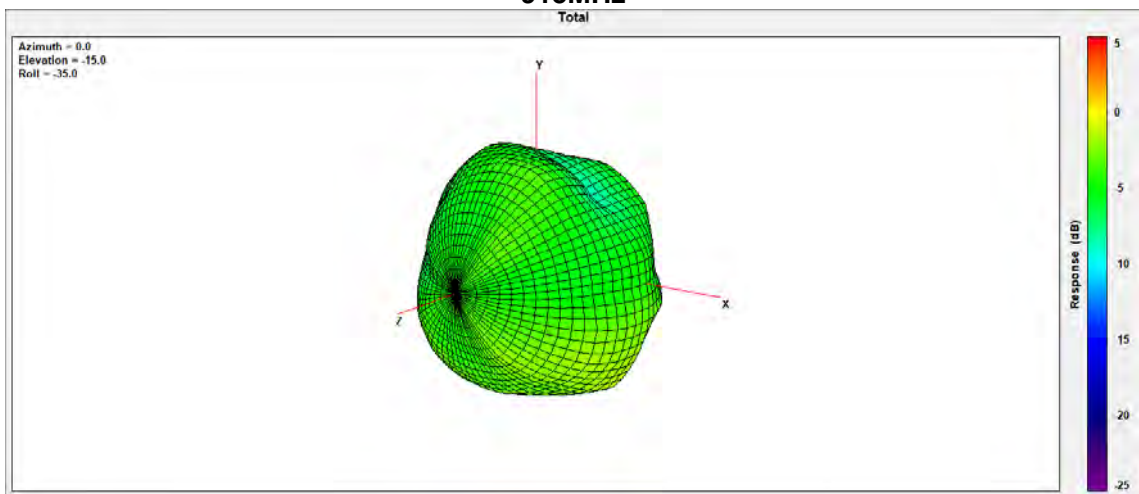 Total
Azimuth = 0.0
Elevation = -15.0
Roll = -35.0
Y
X
Z
5
0
5
10
15
-20
-25
Response (dB)